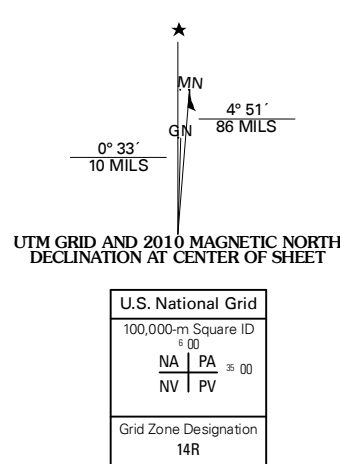 ★
MN
4° 51´
86 MILS
GN
0° 33´
10 MILS
UTM GRID AND 2010 MAGNETIC NORTH
DECLINATION AT CENTER OF SHEET
U.S. National Grid
100,000-m Square ID
6 00
NA PA 35 00
NV PV
Grid Zone Designation
14R